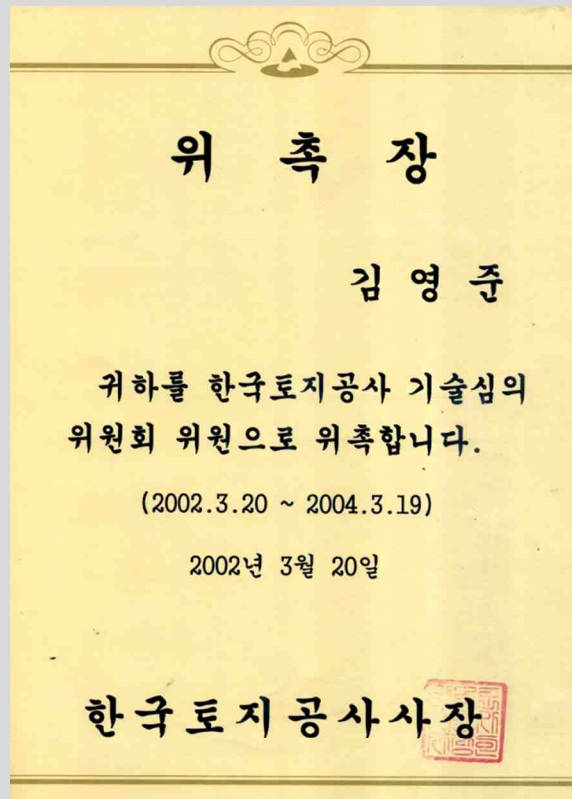 위 촉 장
김 영 준
귀하를 한국토지공사 기술심의
위원회 위원으로 위촉합니다.
(2002.3.20 ~ 2004.3.19)
2002년 3월 20일
한국토지공사사장